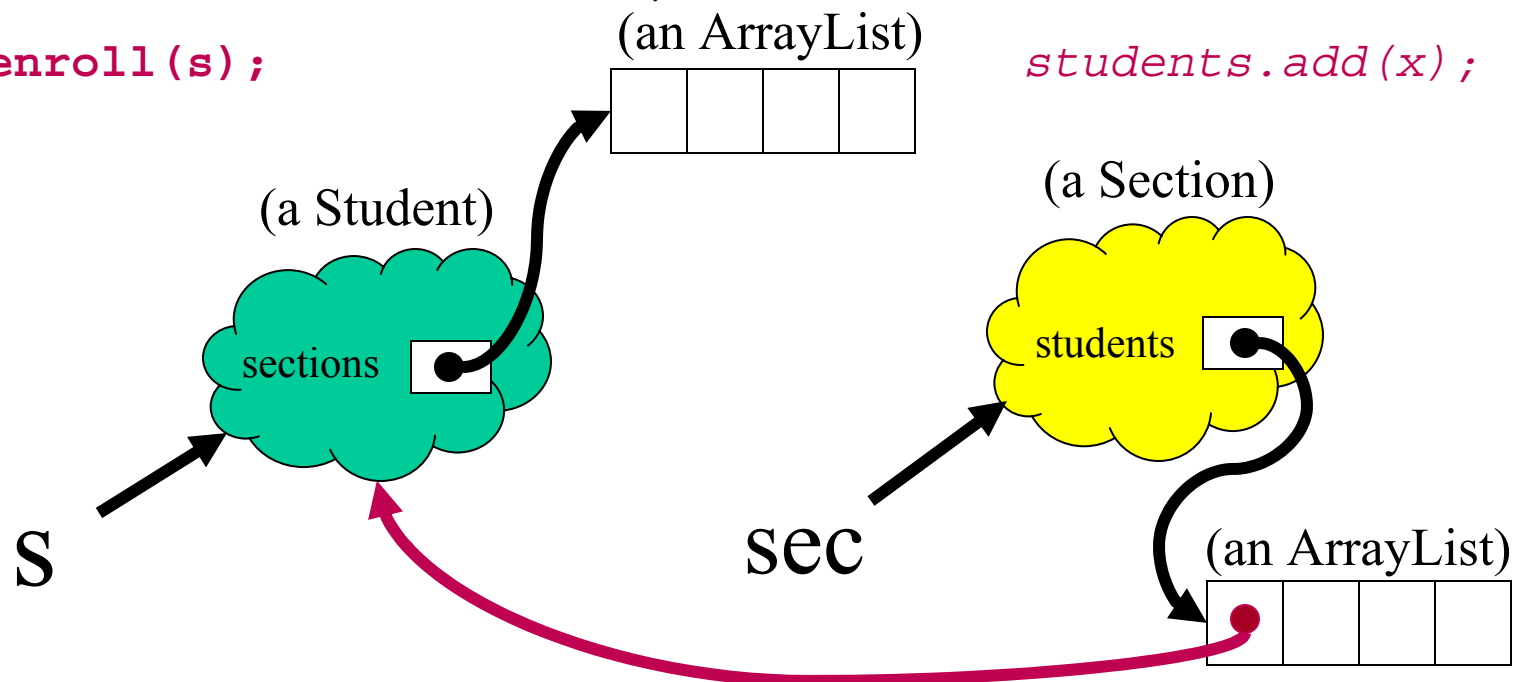 (an ArrayList)
enroll(s);
students.add(x);
(a Student)
(a Section)
sections
students
s
sec
(an ArrayList)